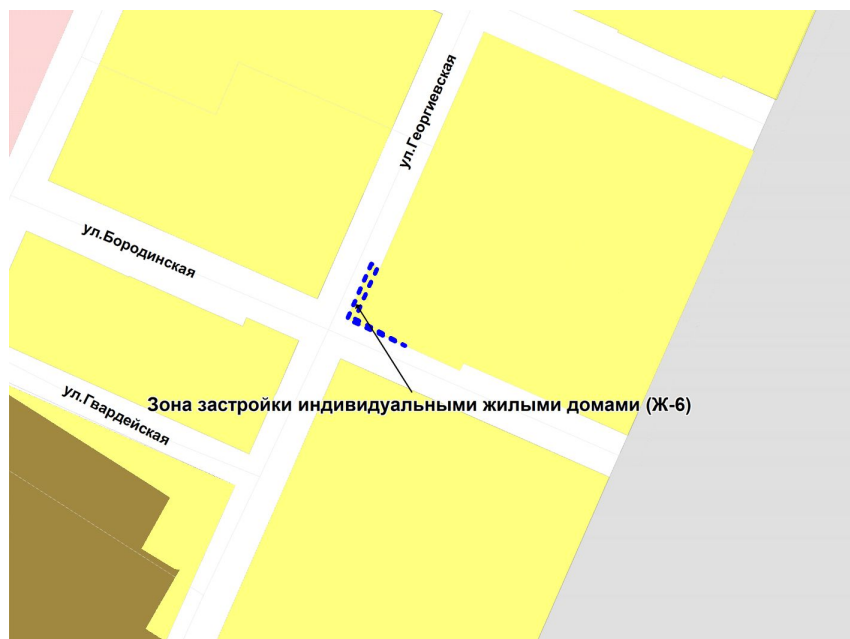 ул.Георгиевская
ул.Бородинская
Зона застройки индивидуальными жилыми домами (Ж-6)
ул.Гвардейская